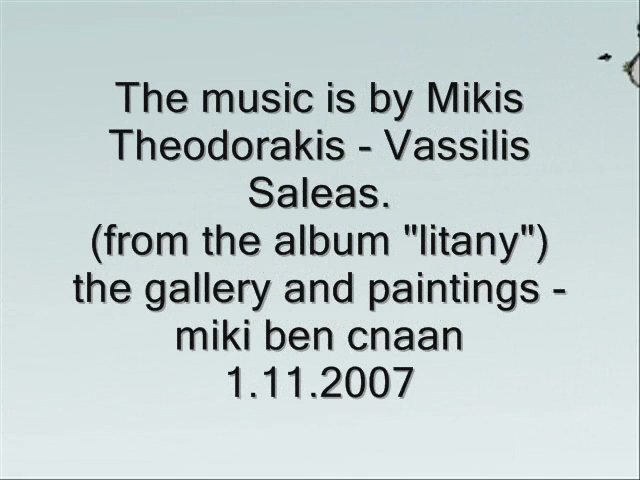 The music is by Mikis
Theodorakis - Vassilis
Saleas.
(from the album "litany")
the gallery and paintings -
miki ben cnaan
1.11.2007